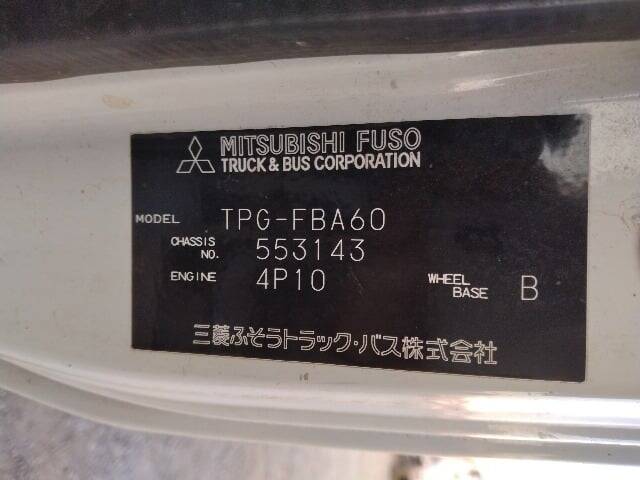 MITSUBISHI FUSO
TRUCK & BUS CORPORATION
MODEL TPG-FBA60
CHASSIS NO. 553143
ENGINE 4P10 WHEEL BASE B
三菱ふそうトラック・バス株式会社